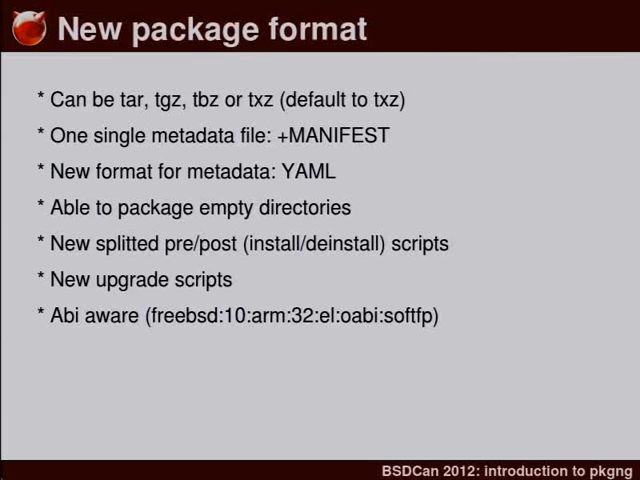 New package format
* Can be tar, tgz, tbz or txz (default to txz)
* One single metadata file: +MANIFEST
* New format for metadata: YAML
* Able to package empty directories
* New splitted pre/post (install/deinstall) scripts
* New upgrade scripts
* Abi aware (freebsd:10:arm:32:el:oabi:softfp)
BSDCan 2012: introduction to pkgng